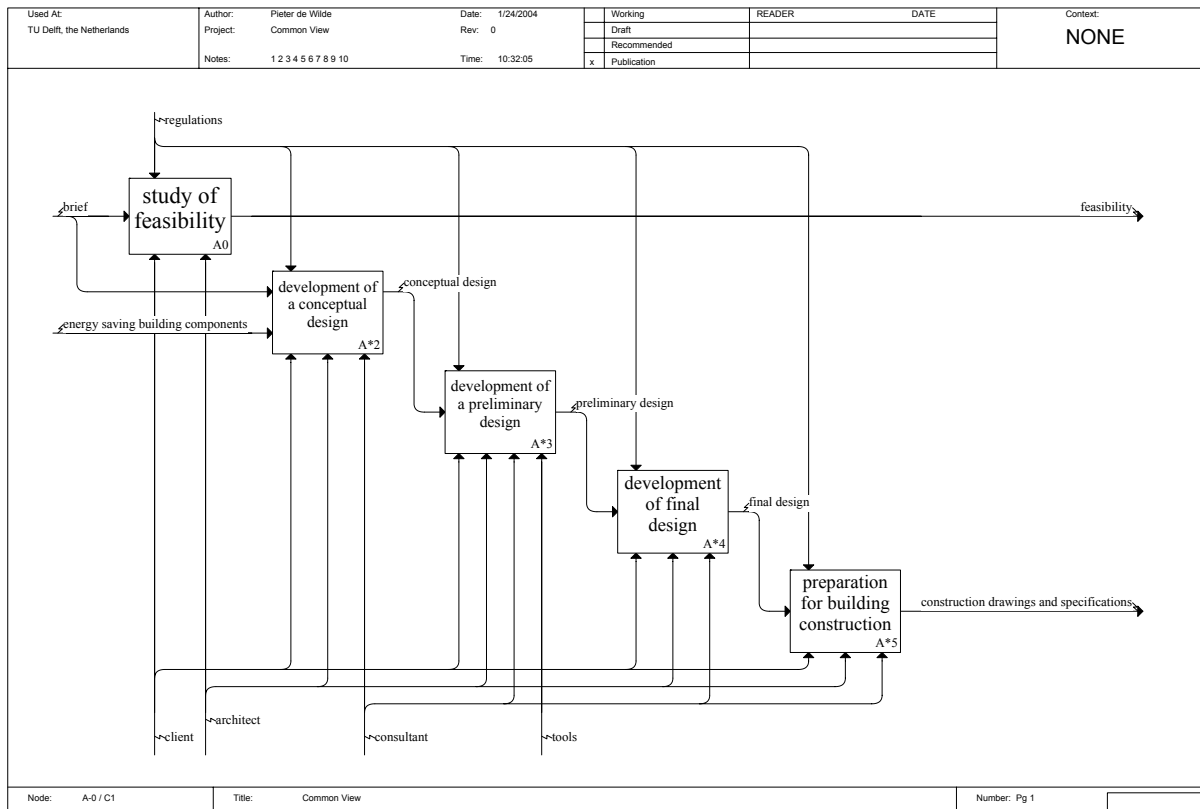 Used At:
TU Delft, the Netherlands
Author: Pieter de Wilde
Date: 1/24/2004
Project: Common View
Rev: 0
Notes: 1 2 3 4 5 6 7 8 9 10
Time: 10:32:05
Working
Draft
Recommended
x Publication
READER
DATE
Context:
NONE
regulations
brief
study of
feasibility
A0
feasibility
energy saving building components
development of
a conceptual
design
A*2
conceptual design
development of
a preliminary
design
A*3
preliminary design
development
of final
design
A*4
final design
preparation
for building
construction
A*5
construction drawings and specifications
client
architect
consultant
tools
Node: A-0 / C1
Title: Common View
Number: Pg 1